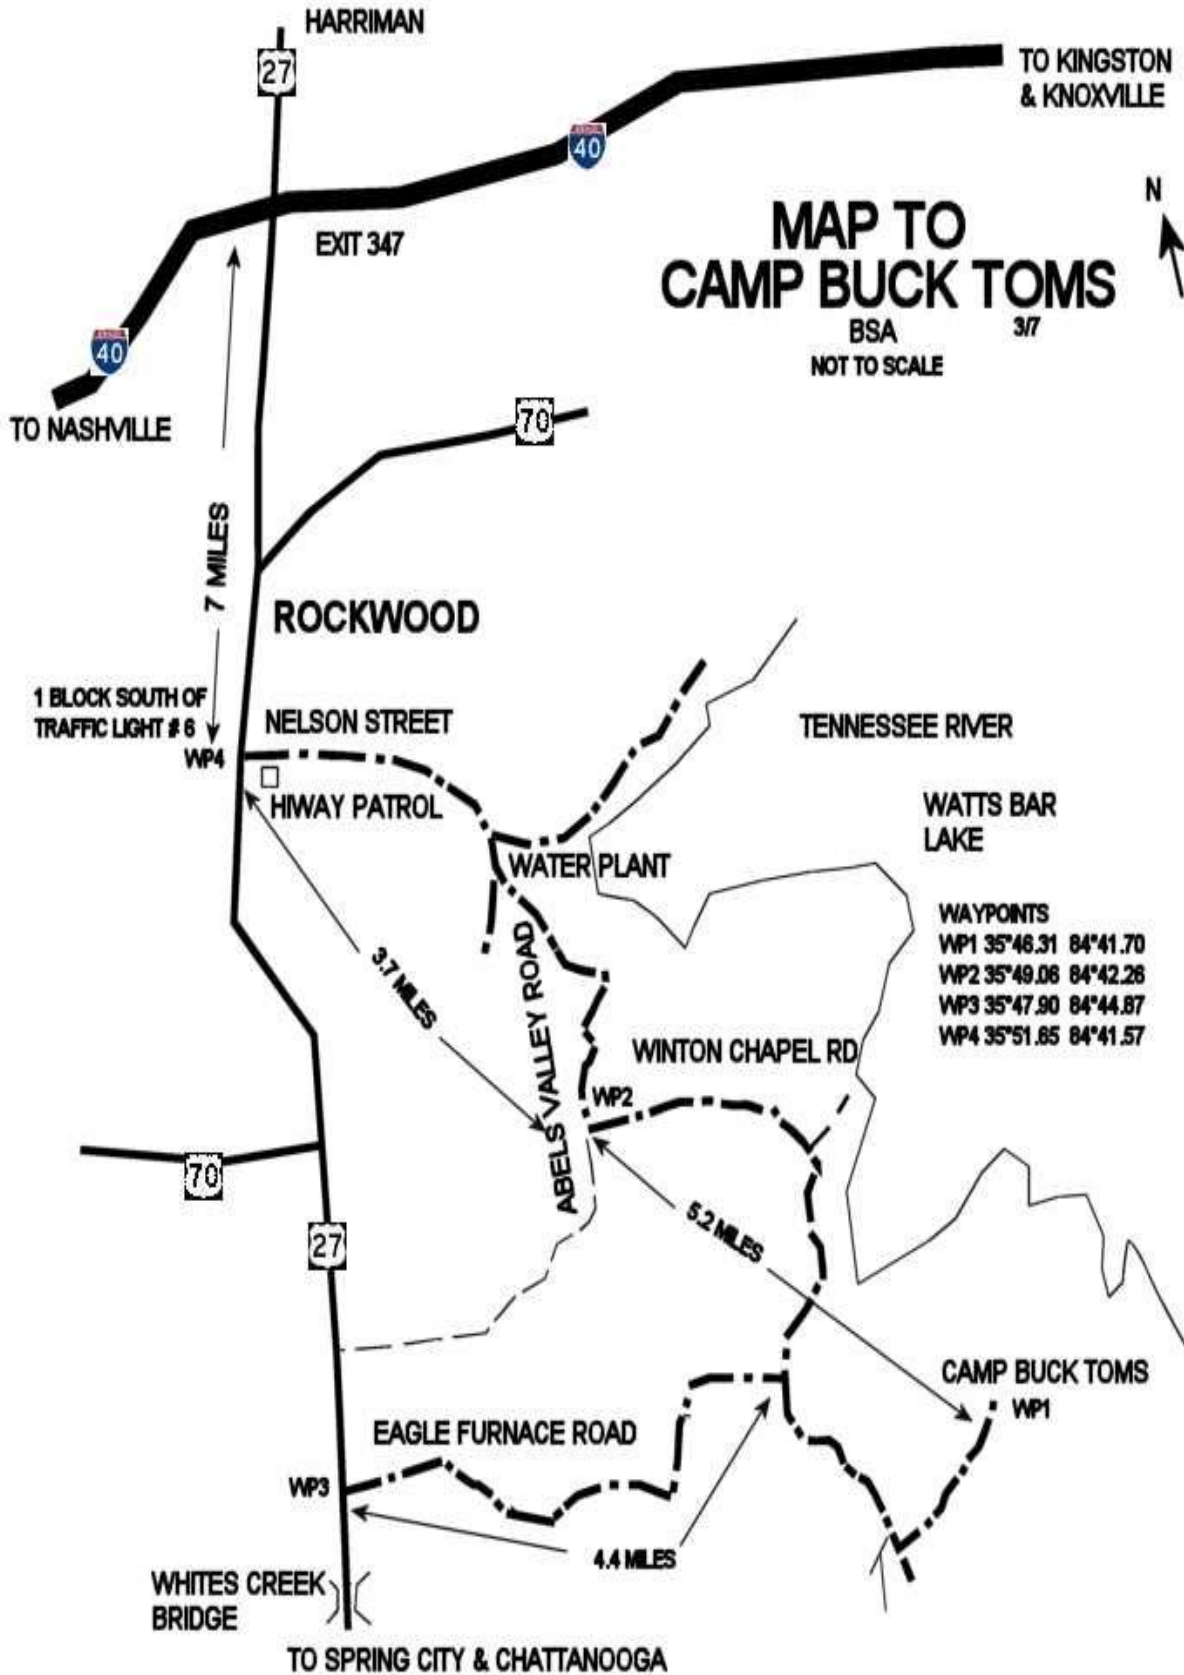 HARRIMAN
27
TO KINGSTON
& KNOXVILLE
40
N
MAP TO
CAMP BUCK TOMS
BSA
3/7
NOT TO SCALE
EXIT 347
40
TO NASHVILLE
70
7 MILES
ROCKWOOD
1 BLOCK SOUTH OF
TRAFFIC LIGHT # 6
NELSON STREET
TENNESSEE RIVER
WP4
HIWAY PATROL
WATTS BAR
LAKE
WATER PLANT
WAYPOINTS
WP1 35°46.31 84°41.70
WP2 35°49.06 84°42.26
WP3 35°47.90 84°44.87
WP4 35°51.65 84°41.57
3.7 MILES
ABELS VALLEY ROAD
WINTON CHAPEL RD
WP2
70
5.2 MILES
27
CAMP BUCK TOMS
WP1
EAGLE FURNACE ROAD
WP3
4.4 MILES
WHITES CREEK
BRIDGE
TO SPRING CITY & CHATTANOOGA